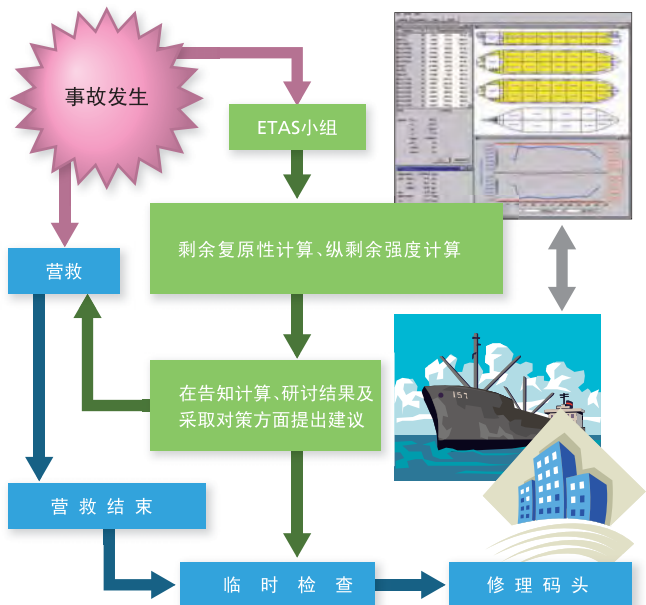 事故发生
ETAS小组
剩余复原性计算、纵剩余强度计算
营救
在告知计算、研讨结果及
采取对策方面提出建议
157
营救结束
临时检查
修理码头